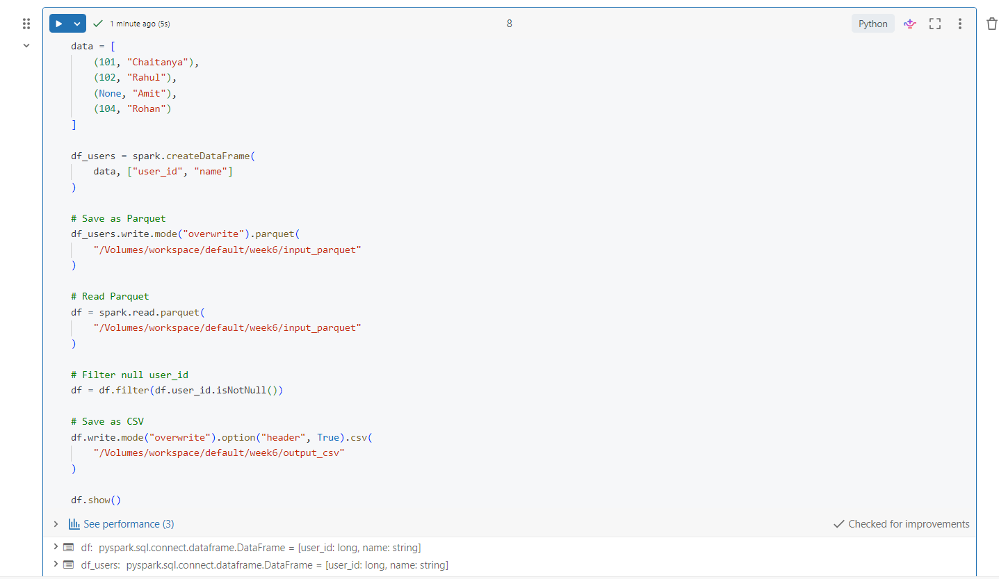 1 minute ago (5s)
8
Python
data = [
    (101, "Chaitanya"),
    (102, "Rahul"),
    (None, "Amit"),
    (104, "Rohan")
]

df_users = spark.createDataFrame(
    data, ["user_id", "name"]
)

# Save as Parquet
df_users.write.mode("overwrite").parquet(
    "/Volumes/workspace/default/week6/input_parquet"
)

# Read Parquet
df = spark.read.parquet(
    "/Volumes/workspace/default/week6/input_parquet"
)

# Filter null user_id
df = df.filter(df.user_id.isNotNull())

# Save as CSV
df.write.mode("overwrite").option("header", True).csv(
    "/Volumes/workspace/default/week6/output_csv"
)

df.show()
See performance (3)
Checked for improvements
df: pyspark.sql.connect.dataframe.DataFrame = [user_id: long, name: string]
df_users: pyspark.sql.connect.dataframe.DataFrame = [user_id: long, name: string]